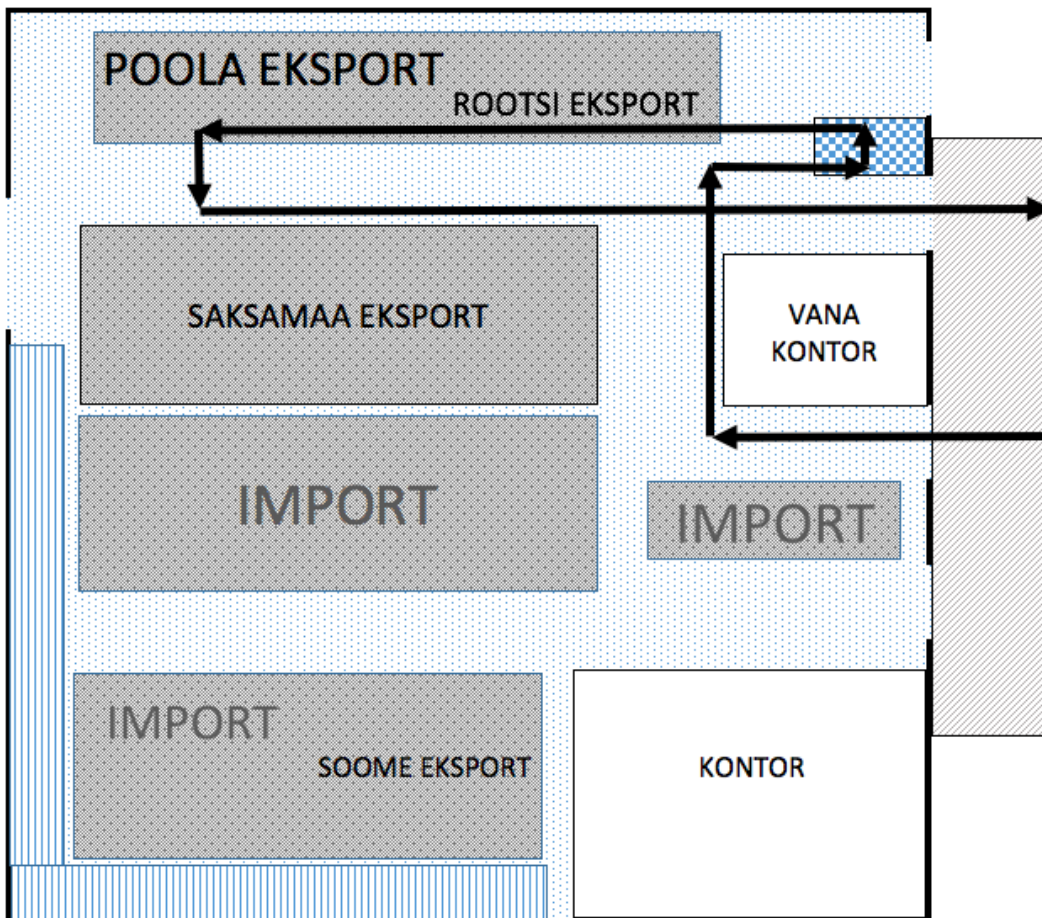 POOLA EKSPORT
ROOTSI EKSPORT
SAKSAMAA EKSPORT
VANA
KONTOR
IMPORT
IMPORT
IMPORT
SOOME EKSPORT
KONTOR